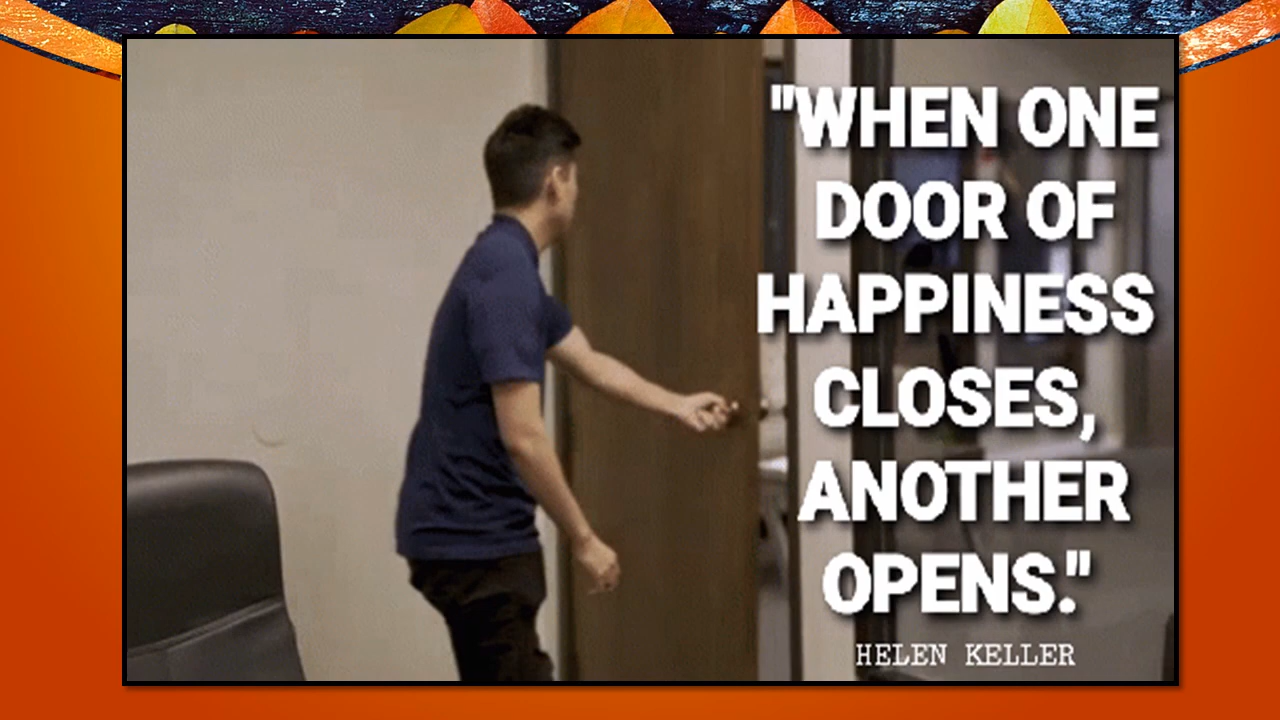 "WHEN ONE
DOOR OF
HAPPINESS
CLOSES,
ANOTHER
OPENS."
HELEN KELLER